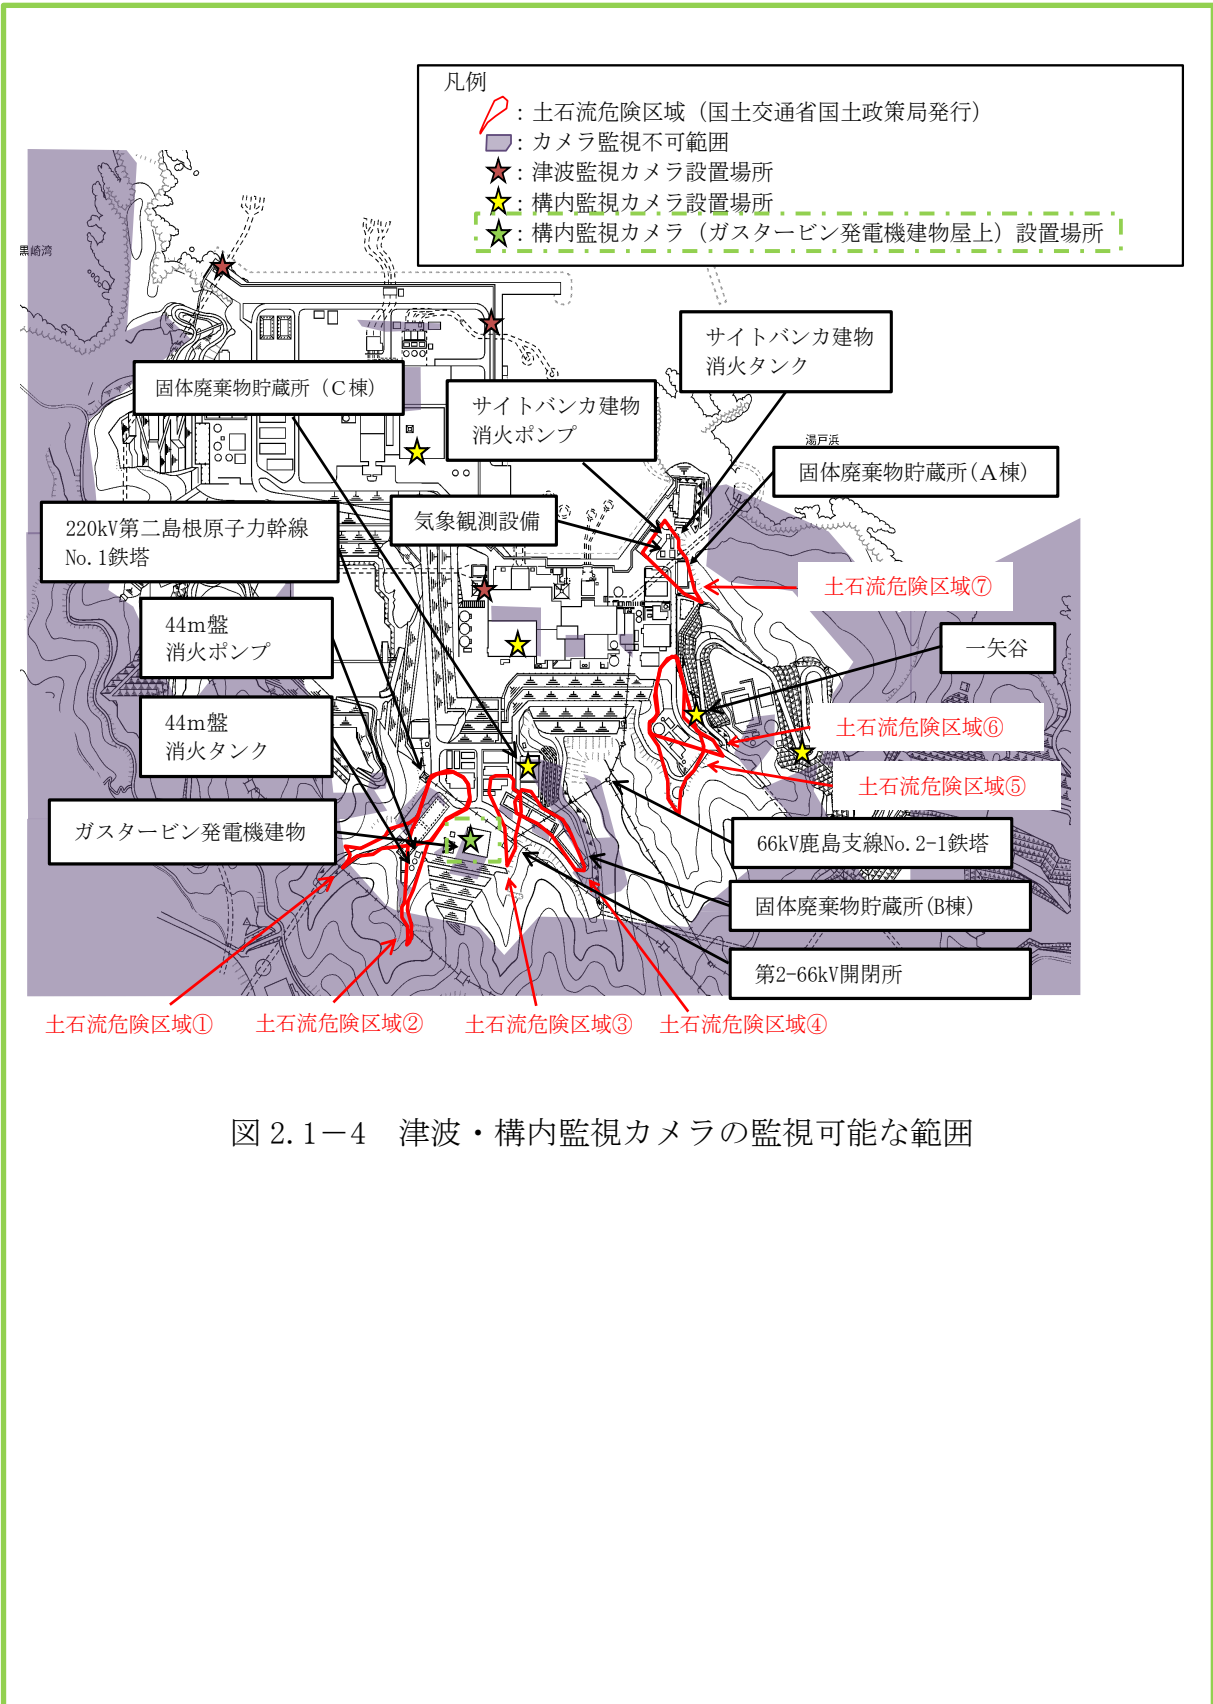 凡例
：土石流危険区域（国土交通省国土政策局発行）
：カメラ監視不可範囲
：津波監視カメラ設置場所
：構内監視カメラ設置場所
：構内監視カメラ（ガスタービン発電機建物屋上）設置場所
黒崎湾
サイトバンカ建物
消火タンク
固体廃棄物貯蔵所（C棟）
サイトバンカ建物
消火ポンプ
湯戸浜
固体廃棄物貯蔵所(A棟)
220kV第二島根原子力幹線
No.1鉄塔
気象観測設備
土石流危険区域⑦
44m盤
消火ポンプ
一矢谷
44m盤
消火タンク
土石流危険区域⑥
土石流危険区域⑤
ガスタービン発電機建物
66kV鹿島支線No.2-1鉄塔
固体廃棄物貯蔵所(B棟)
第2-66kV開閉所
土石流危険区域①
土石流危険区域②
土石流危険区域③
土石流危険区域④
図 2.1－4　津波・構内監視カメラの監視可能な範囲